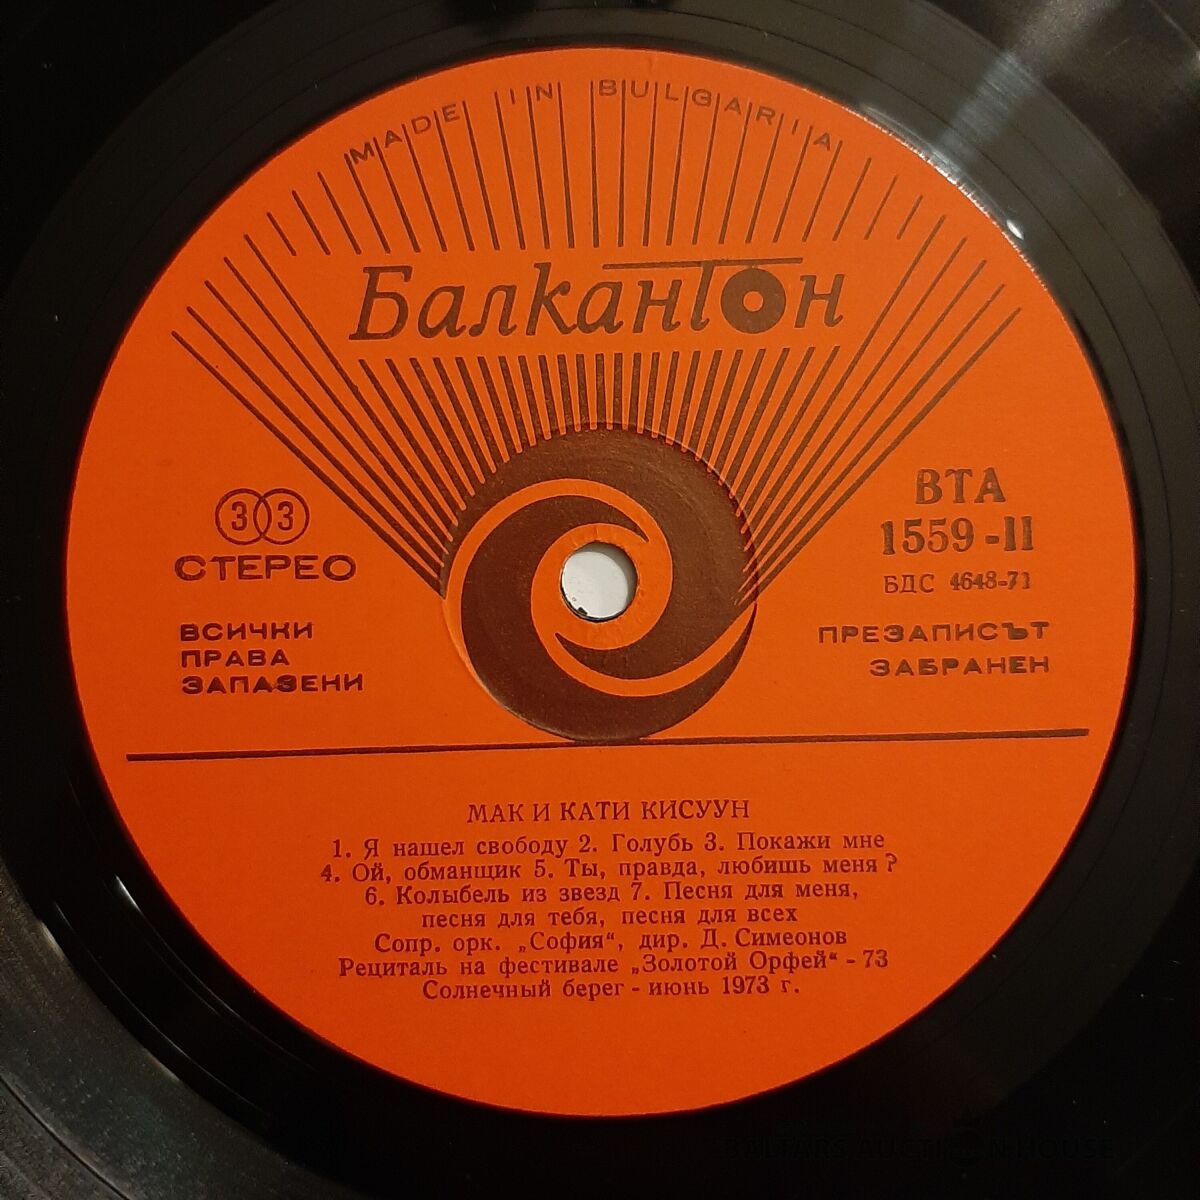 MADE IN BULGARIA
Балкантон
33
СТЕРЕО
ВСИЧКИ
ПРАВА
ЗАПАЗЕНИ
ВТА
1559-II
БДС 4648-71
ПРЕЗАПИСЪТ
ЗАБРАНЕН
МАК И КАТИ КИСУУН
1. Я нашел свободу 2. Голубь 3. Покажи мне
4. Ой, обманщик 5. Ты, правда, любишь меня?
6. Колыбель из звезд 7. Песня для меня,
песня для тебя, песня для всех
Сопр. орк. „София“, дир. Д. Симеонов
Рециталь на фестивале „Золотой Орфей“ - 73
Солнечный берег - июнь 1973 г.
BALTARS AUCTION HOUSE